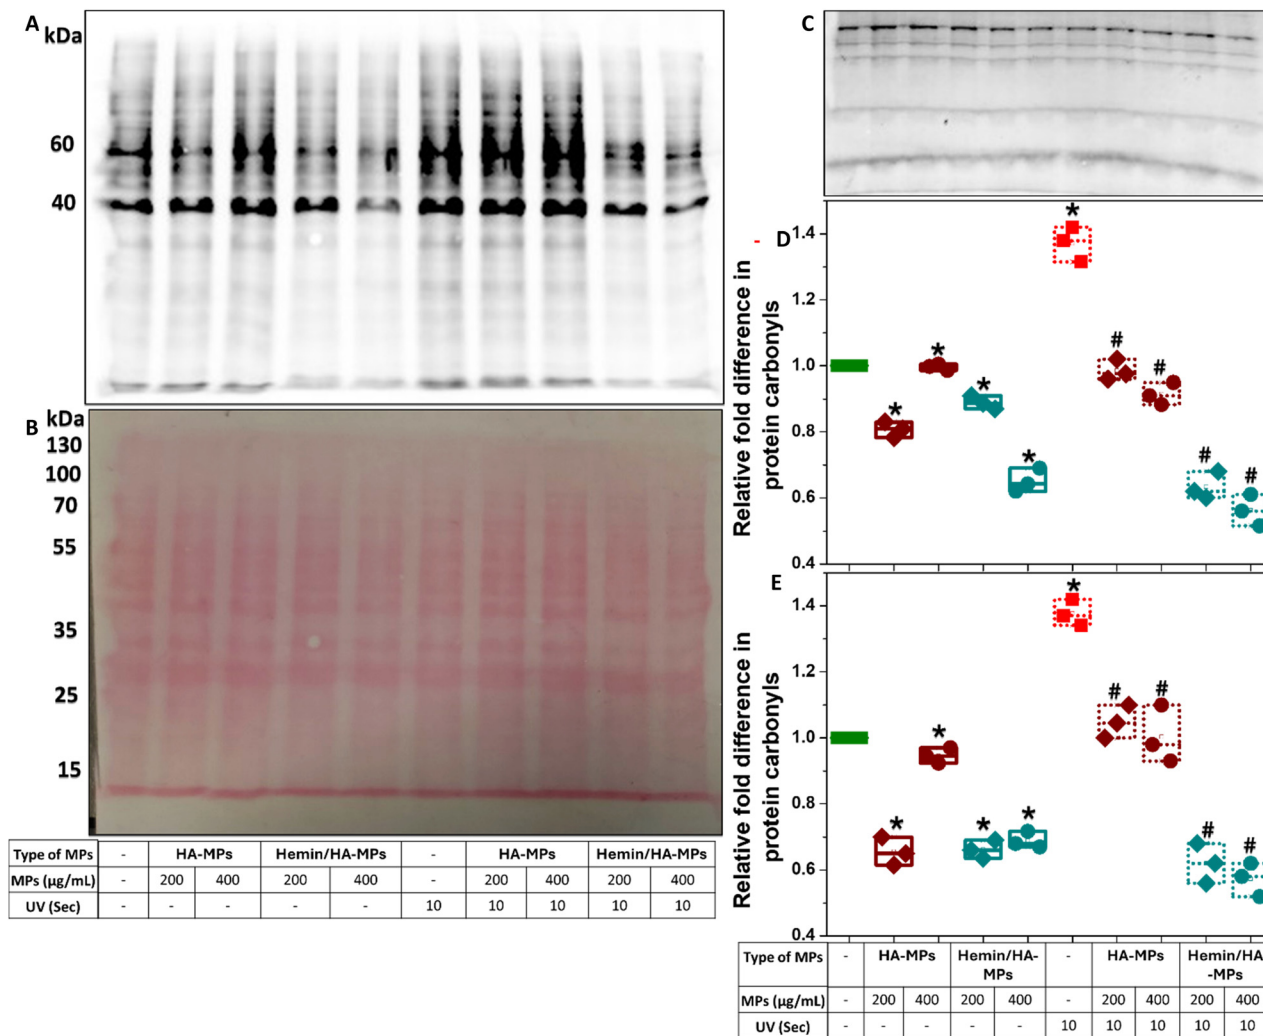 A
kDa
60
40
B
kDa
130
100
70
55
35
25
15
Type of MPs - HA-MPs Hemin/HA-MPs - HA-MPs Hemin/HA-MPs
MPs (µg/mL) - 200 400 200 400 - 200 400 200 400
UV (Sec) - - - - - 10 10 10 10 10
C
- D
Relative fold difference in
protein carbonyls
1.4
1.2
1.0
0.8
0.6
0.4
* * * * * # # # #
E
Relative fold difference in
protein carbonyls
1.4
1.2
1.0
0.8
0.6
0.4
* * * * * # # # #
Type of MPs - HA-MPs Hemin/HA-
MPs - HA-MPs Hemin/HA
-MPs
MPs (µg/mL) - 200 400 200 400 - 200 400 200 400
UV (Sec) - - - - - 10 10 10 10 10